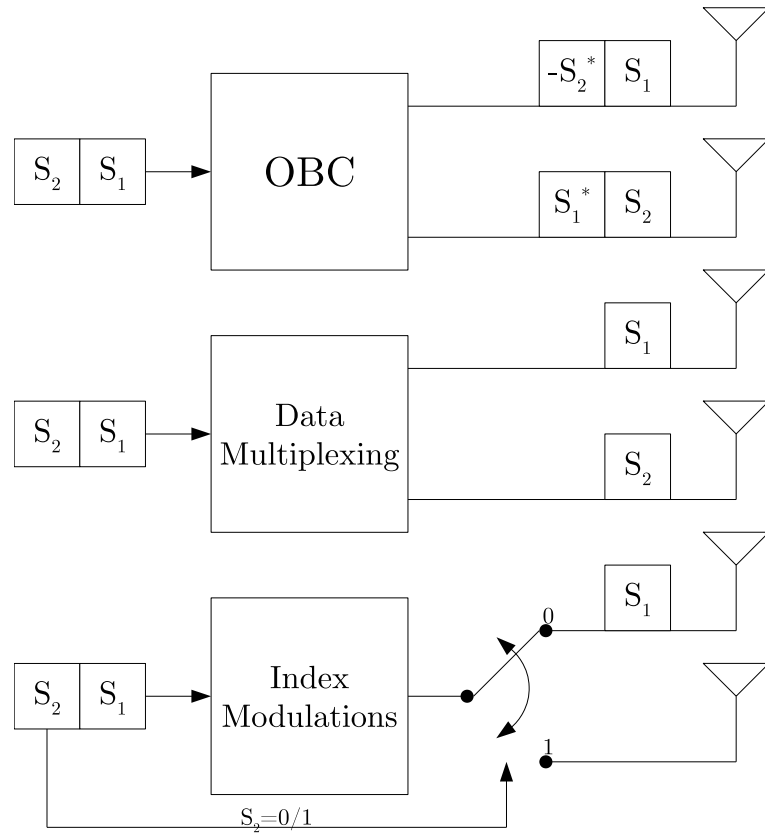 -S₂* S₁
S₂ S₁
OBC
S₁* S₂
S₁
S₂ S₁
Data
Multiplexing
S₂
0
S₁
S₂ S₁
Index
Modulations
1
S₂=0/1